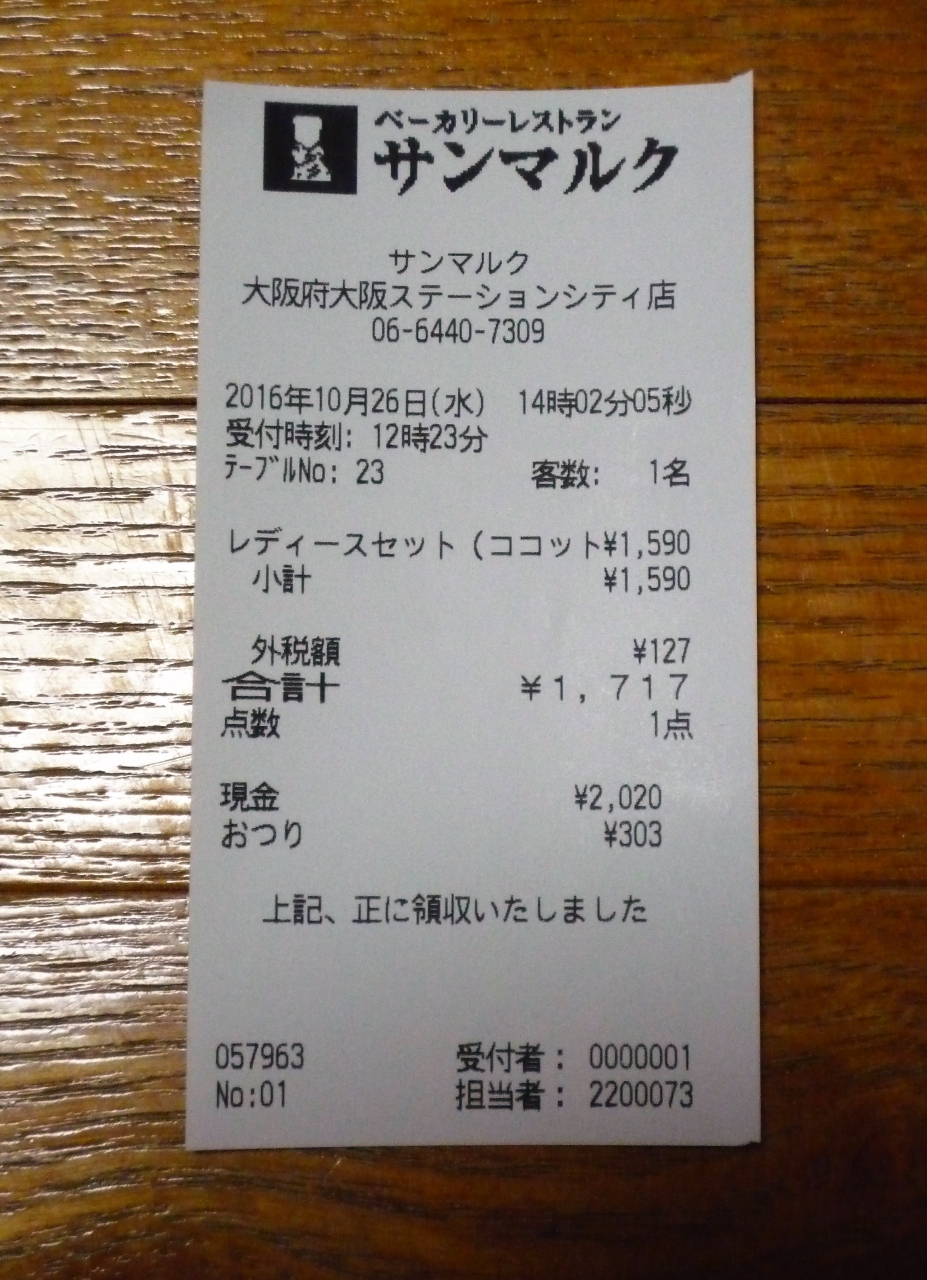 ベーカリーレストラン
サンマルク
サンマルク
大阪府大阪ステーションシティ店
06-6440-7309
2016年10月26日(水) 14時02分05秒
受付時刻: 12時23分
ﾃｰﾌﾞﾙNo: 23 客数: 1名
レディースセット (ココット¥1,590
小計 ¥1,590
外税額 ¥127
合計 ¥1,717
点数 1点
現金 ¥2,020
おつり ¥303
上記、正に領収いたしました
057963 受付者: 0000001
No:01 担当者: 2200073